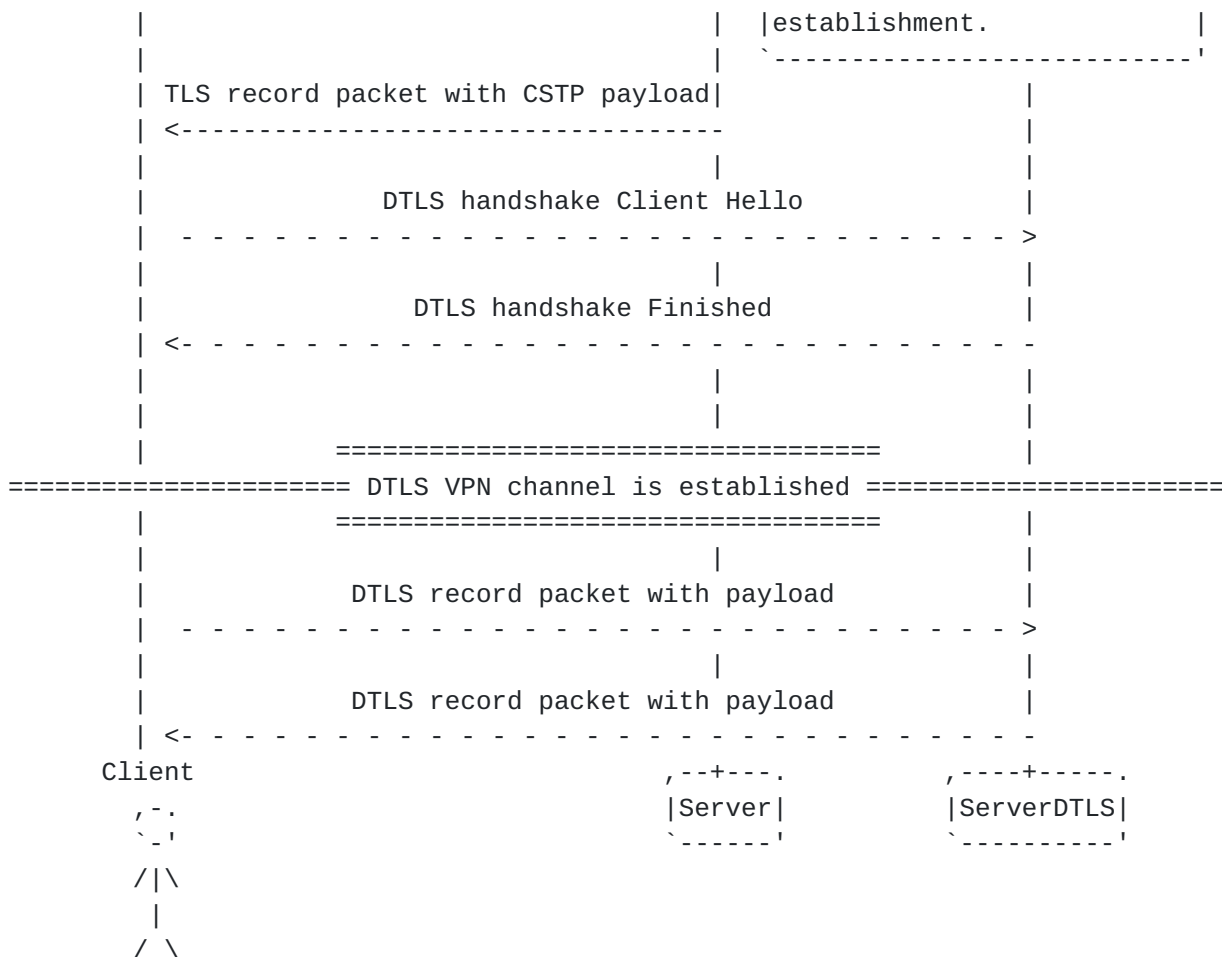 establishment.
TLS record packet with CSTP payload
DTLS handshake Client Hello
DTLS handshake Finished
DTLS VPN channel is established
DTLS record packet with payload
DTLS record packet with payload
Client
Server ServerDTLS